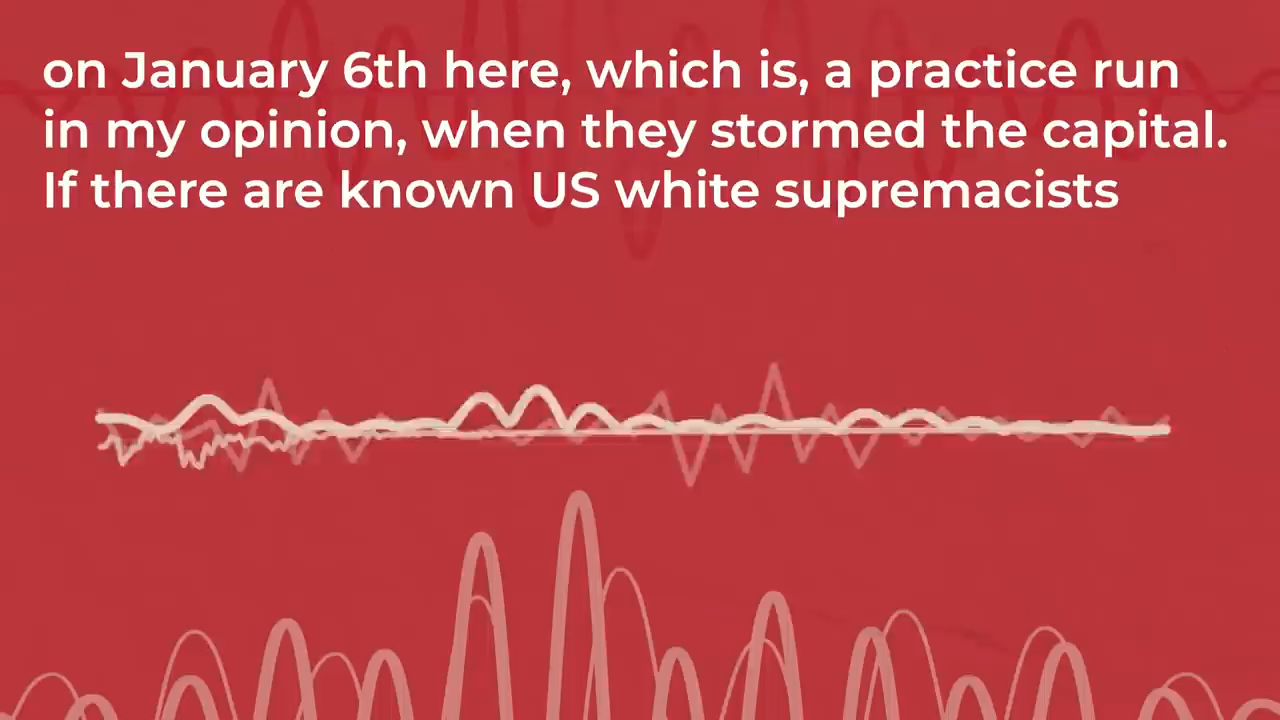 on January 6th here, which is, a practice run
in my opinion, when they stormed the capital.
If there are known US white supremacists